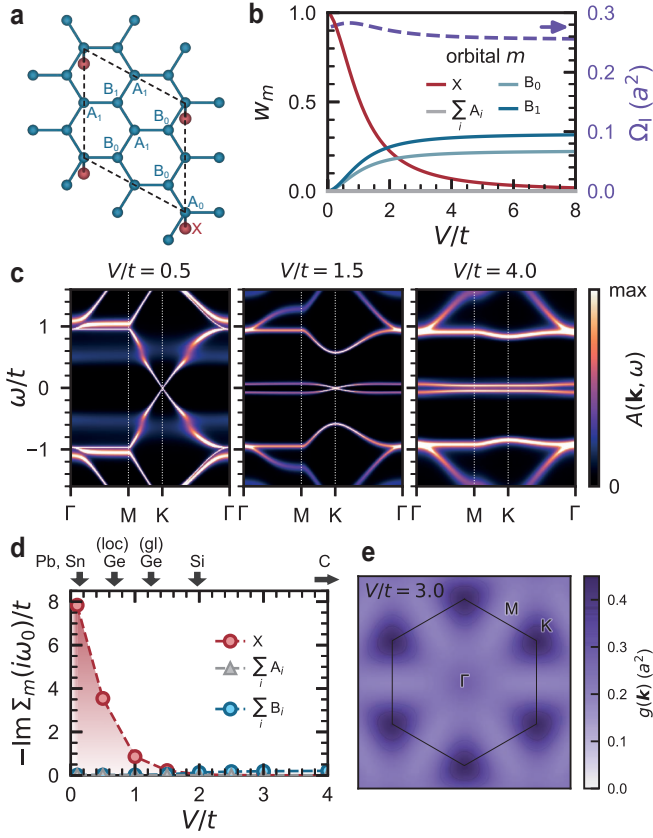 a
B₁
A₁
A₁
B₀
B₀
A₁
B₀
A₀
X
b
1.0
0.5
0.0
w_m
orbital m
X
∑_i A_i
B₀
B₁
0.3
0.2
0.1
0.0
Ω_I (a²)
0
2
4
6
8
V/t
c
V/t = 0.5
V/t = 1.5
V/t = 4.0
1
0
−1
ω/t
Γ
M
K
Γ
M
K
Γ
M
K
Γ
max
0
A(k, ω)
d
(loc)
(gl)
Pb, Sn
Ge
Ge
Si
C
8
6
4
2
0
−Im Σ_m(iω₀)/t
X
∑_i A_i
∑_i B_i
0
1
2
3
4
V/t
e
V/t = 3.0
M
K
Γ
0.4
0.3
0.2
0.1
0.0
g(k) (a²)